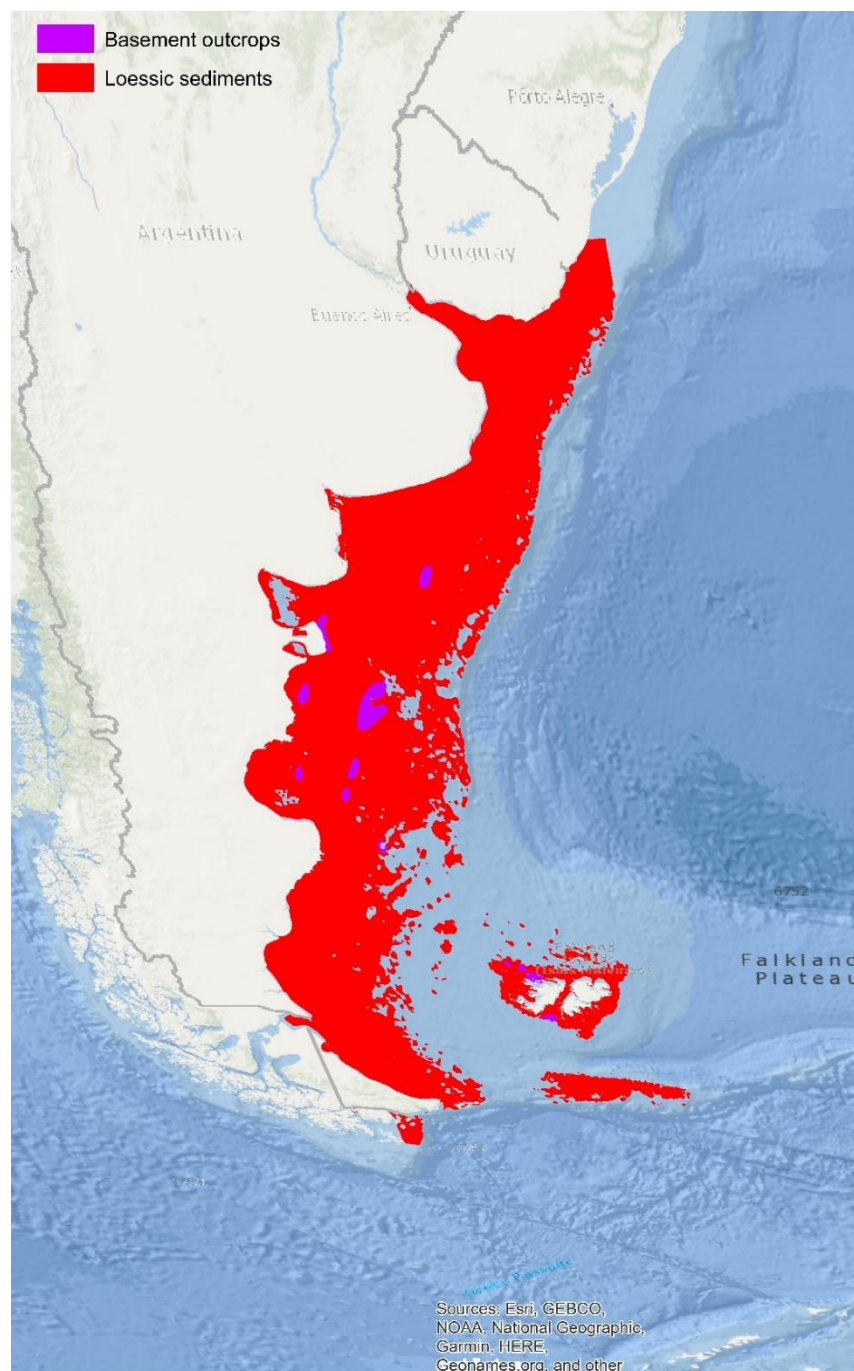 Basement outcrops
Loessic sediments
Porto Alegre
Argentina
Uruguay
Buenos Aires
6752
Falkland
Plateau
Sources: Esri, GEBCO,
NOAA, National Geographic,
Garmin, HERE,
Geonames.org, and other